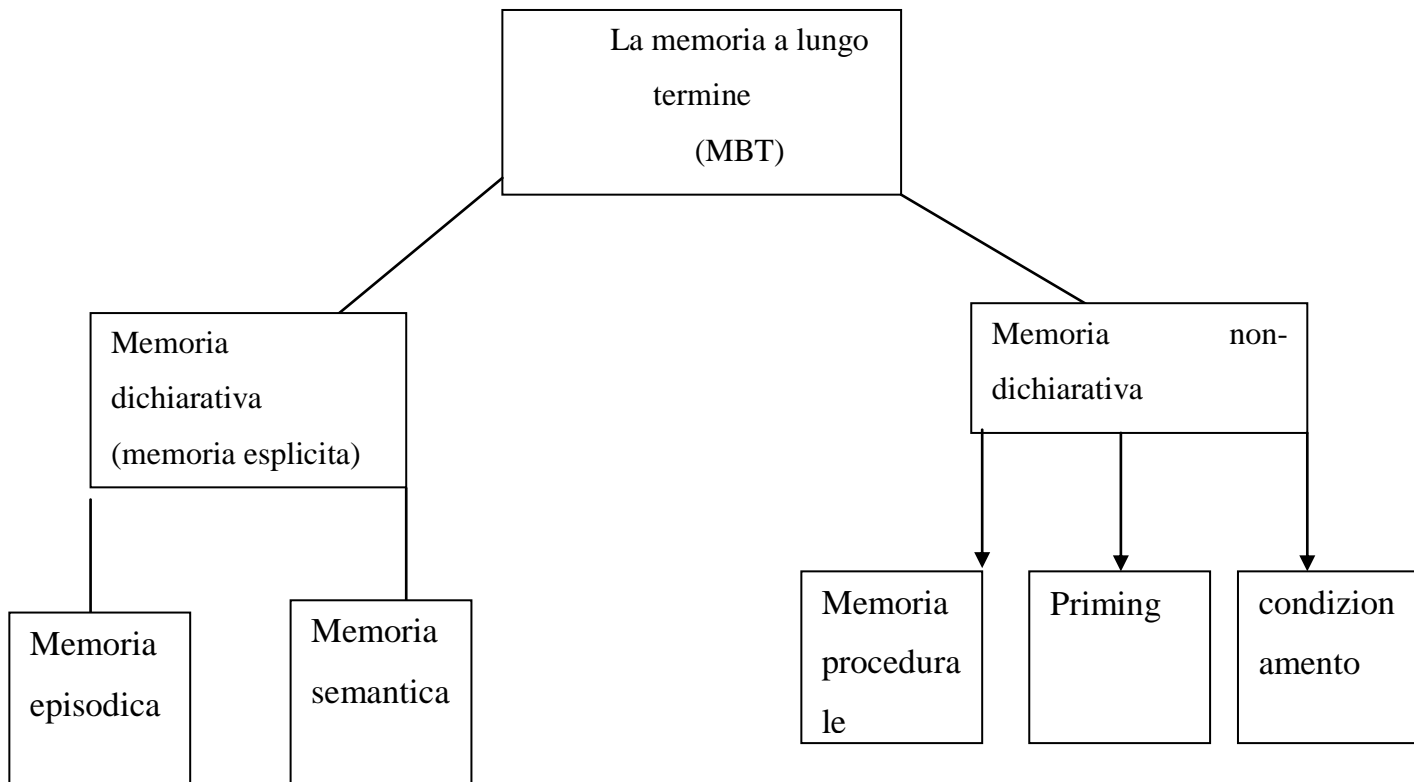 La memoria a lungo
termine
(MBT)
Memoria
dichiarativa
(memoria esplicita)
Memoria non-
dichiarativa
Memoria
episodica
Memoria
semantica
Memoria
procedura
le
Priming
condizion
amento